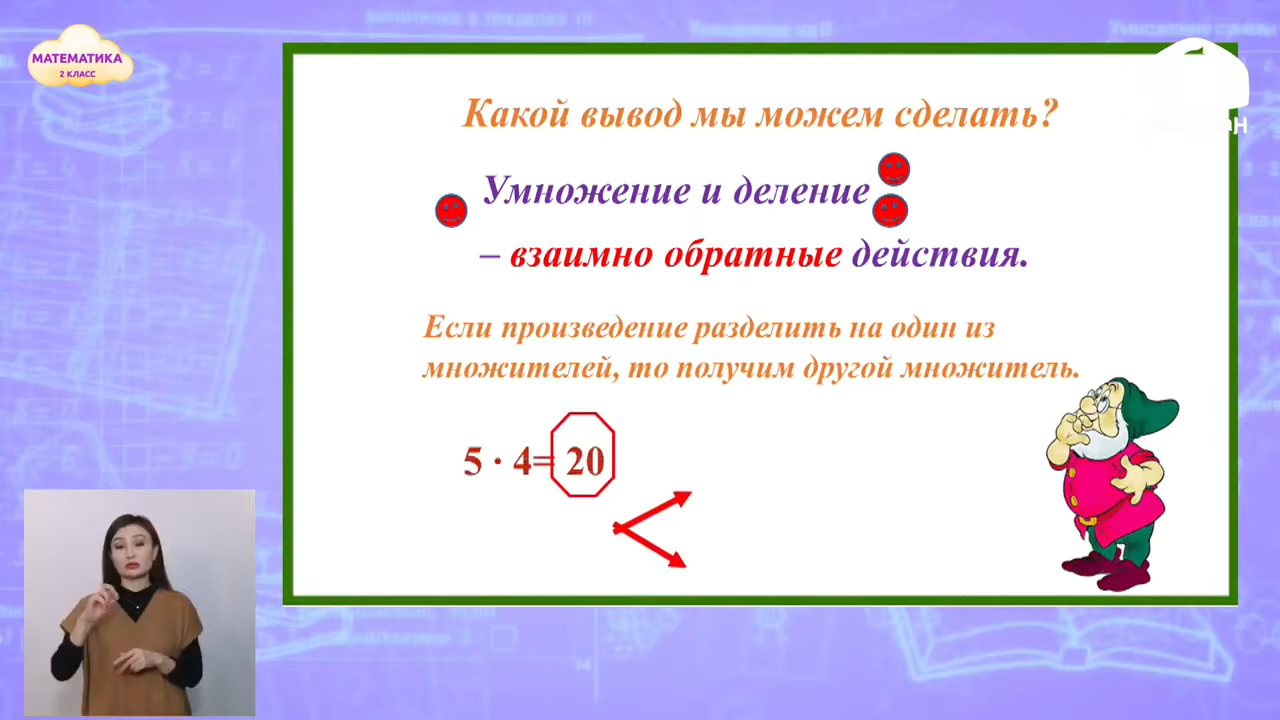 МАТЕМАТИКА
2 КЛАСС
Какой вывод мы можем сделать?
Умножение и деление
– взаимно обратные действия.
Если произведение разделить на один из
множителей, то получим другой множитель.
5 · 4= 20